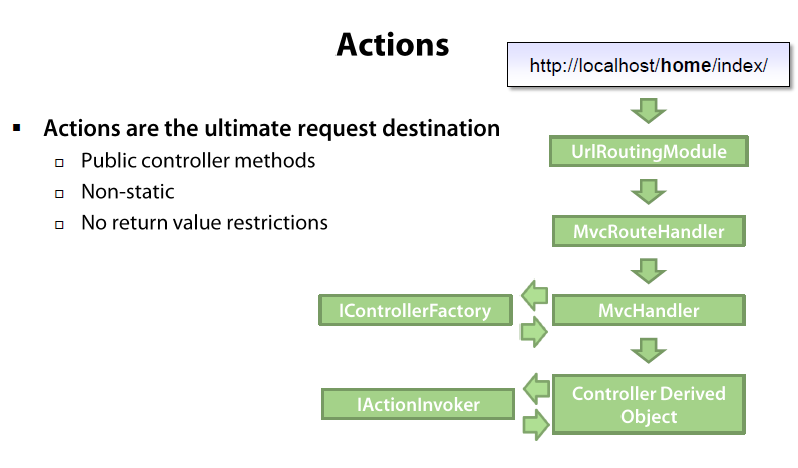 Actions
http://localhost/home/index/
Actions are the ultimate request destination
Public controller methods
Non-static
No return value restrictions
UrlRoutingModule
MvcRouteHandler
IControllerFactory
MvcHandler
IActionInvoker
Controller Derived
Object